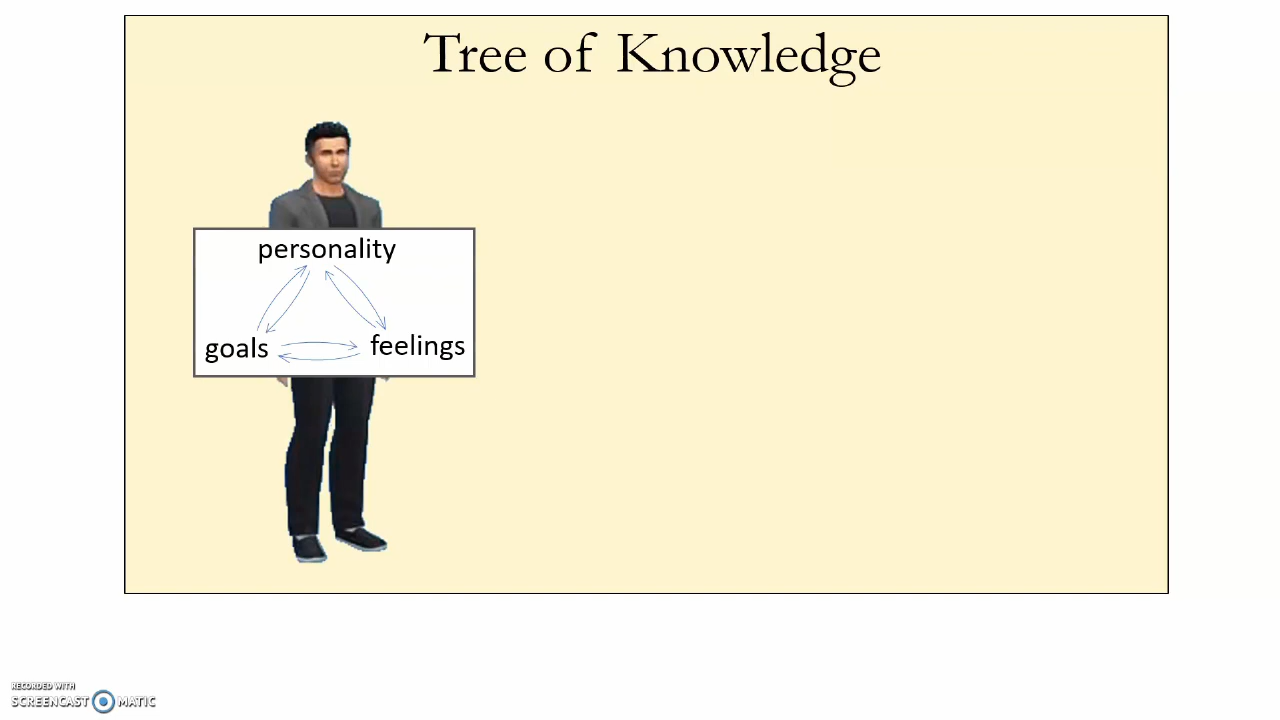 Tree of Knowledge
personality
goals
feelings
RECORDED WITH
SCREENCAST MATIC